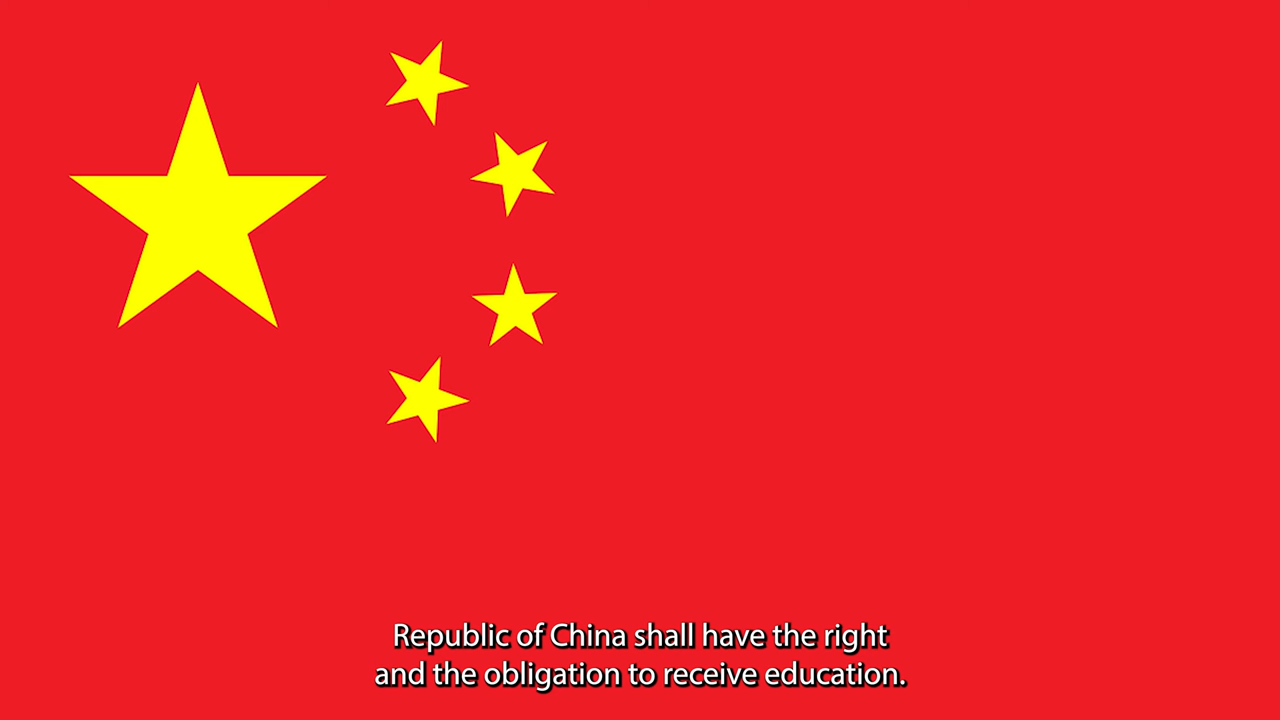 Republic of China shall have the right
and the obligation to receive education.